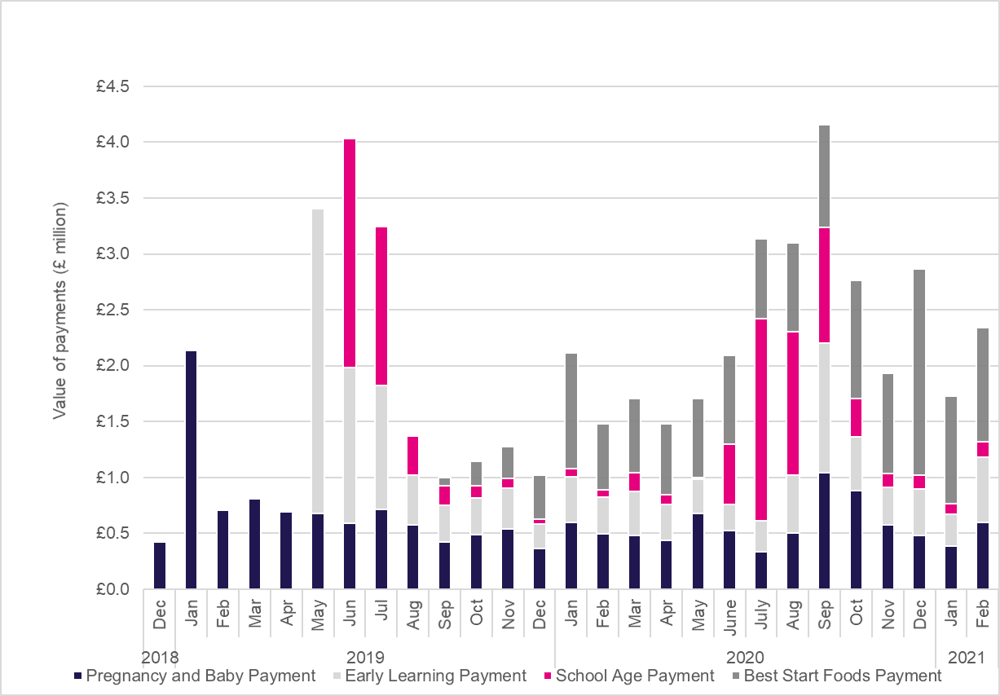 £4.5
£4.0
£3.5
£3.0
£2.5
£2.0
£1.5
£1.0
£0.5
£0.0
Value of payments (£ million)
Dec Jan Feb Mar Apr May Jun Jul Aug Sep Oct Nov Dec Jan Feb Mar Apr May June July Aug Sep Oct Nov Dec Jan Feb
2018 2019 2020 2021
Pregnancy and Baby Payment Early Learning Payment School Age Payment Best Start Foods Payment